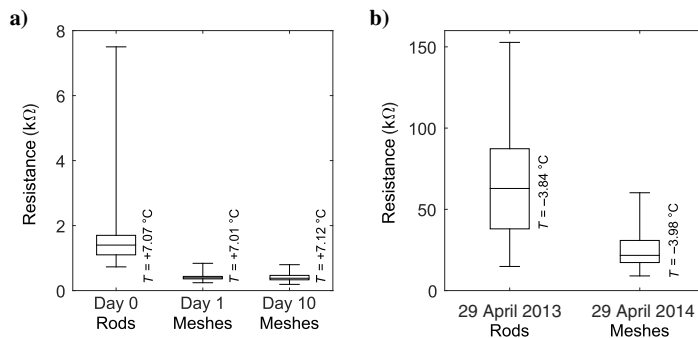 a)
Resistance (kΩ)
8
6
4
2
0
T = +7.07 °C
T = +7.01 °C
T = +7.12 °C
Day 0
Rods
Day 1
Meshes
Day 10
Meshes
b)
Resistance (kΩ)
150
100
50
0
T = −3.84 °C
T = −3.98 °C
29 April 2013
Rods
29 April 2014
Meshes